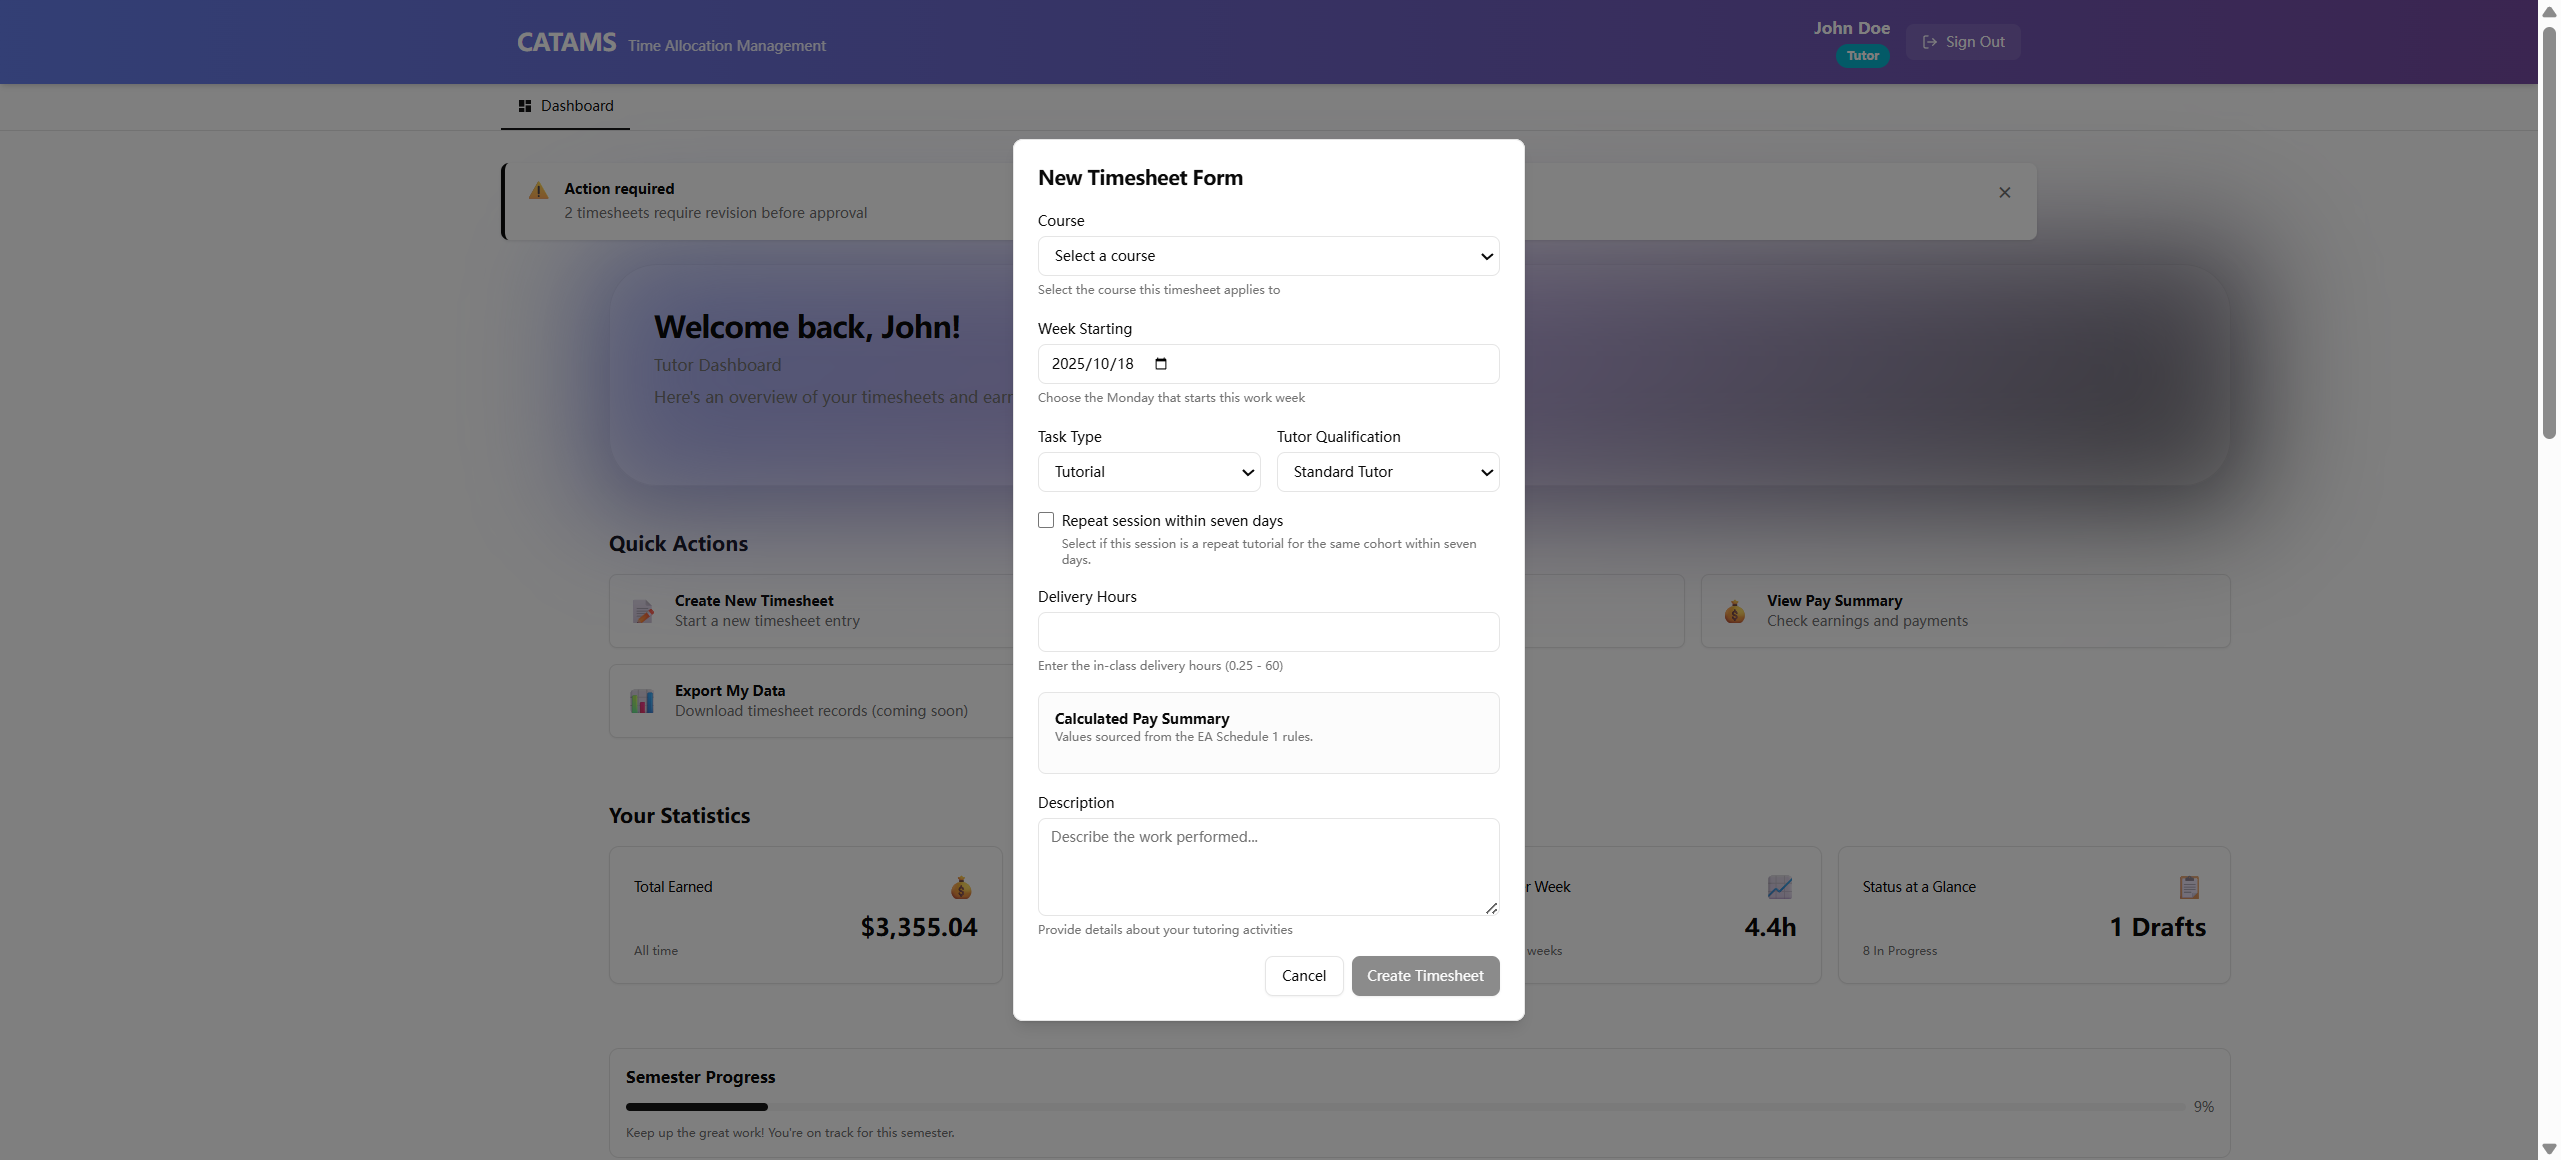 CATAMS Time Allocation Management
John Doe
Tutor
Sign Out
Dashboard
Action required
2 timesheets require revision before approval
Welcome back, John!
Tutor Dashboard
Here's an overview of your timesheets and
Quick Actions
Create New Timesheet
Start a new timesheet entry
View Pay Summary
Check earnings and payments
Export My Data
Download timesheet records (coming soon)
Your Statistics
Total Earned
$3,355.04
All time
Week
4.4h
weeks
Status at a Glance
1 Drafts
8 In Progress
Semester Progress
9%
Keep up the great work! You're on track for this semester.
New Timesheet Form
Course
Select a course
Select the course this timesheet applies to
Week Starting
2025/10/18
Choose the Monday that starts this work week
Task Type
Tutorial
Tutor Qualification
Standard Tutor
Repeat session within seven days
Select if this session is a repeat tutorial for the same cohort within seven
days.
Delivery Hours
Enter the in-class delivery hours (0.25 - 60)
Calculated Pay Summary
Values sourced from the EA Schedule 1 rules.
Description
Describe the work performed...
Provide details about your tutoring activities
Cancel
Create Timesheet